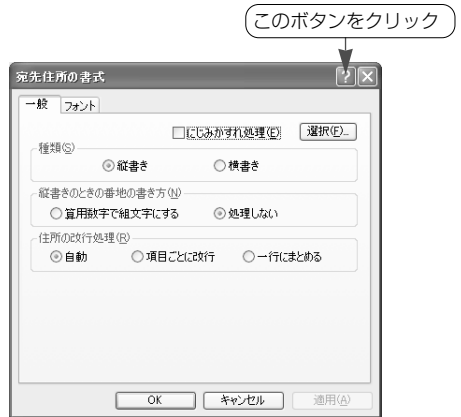 このボタンをクリック
宛先住所の書式
一般 フォント
にじみかすれ処理(E) 選択(F)...
種類(S)
縦書き 横書き
縦書きのときの番地の書き方(N)
算用数字で組文字にする 処理しない
住所の改行処理(R)
自動 項目ごとに改行 一行にまとめる
OK キャンセル 適用(A)